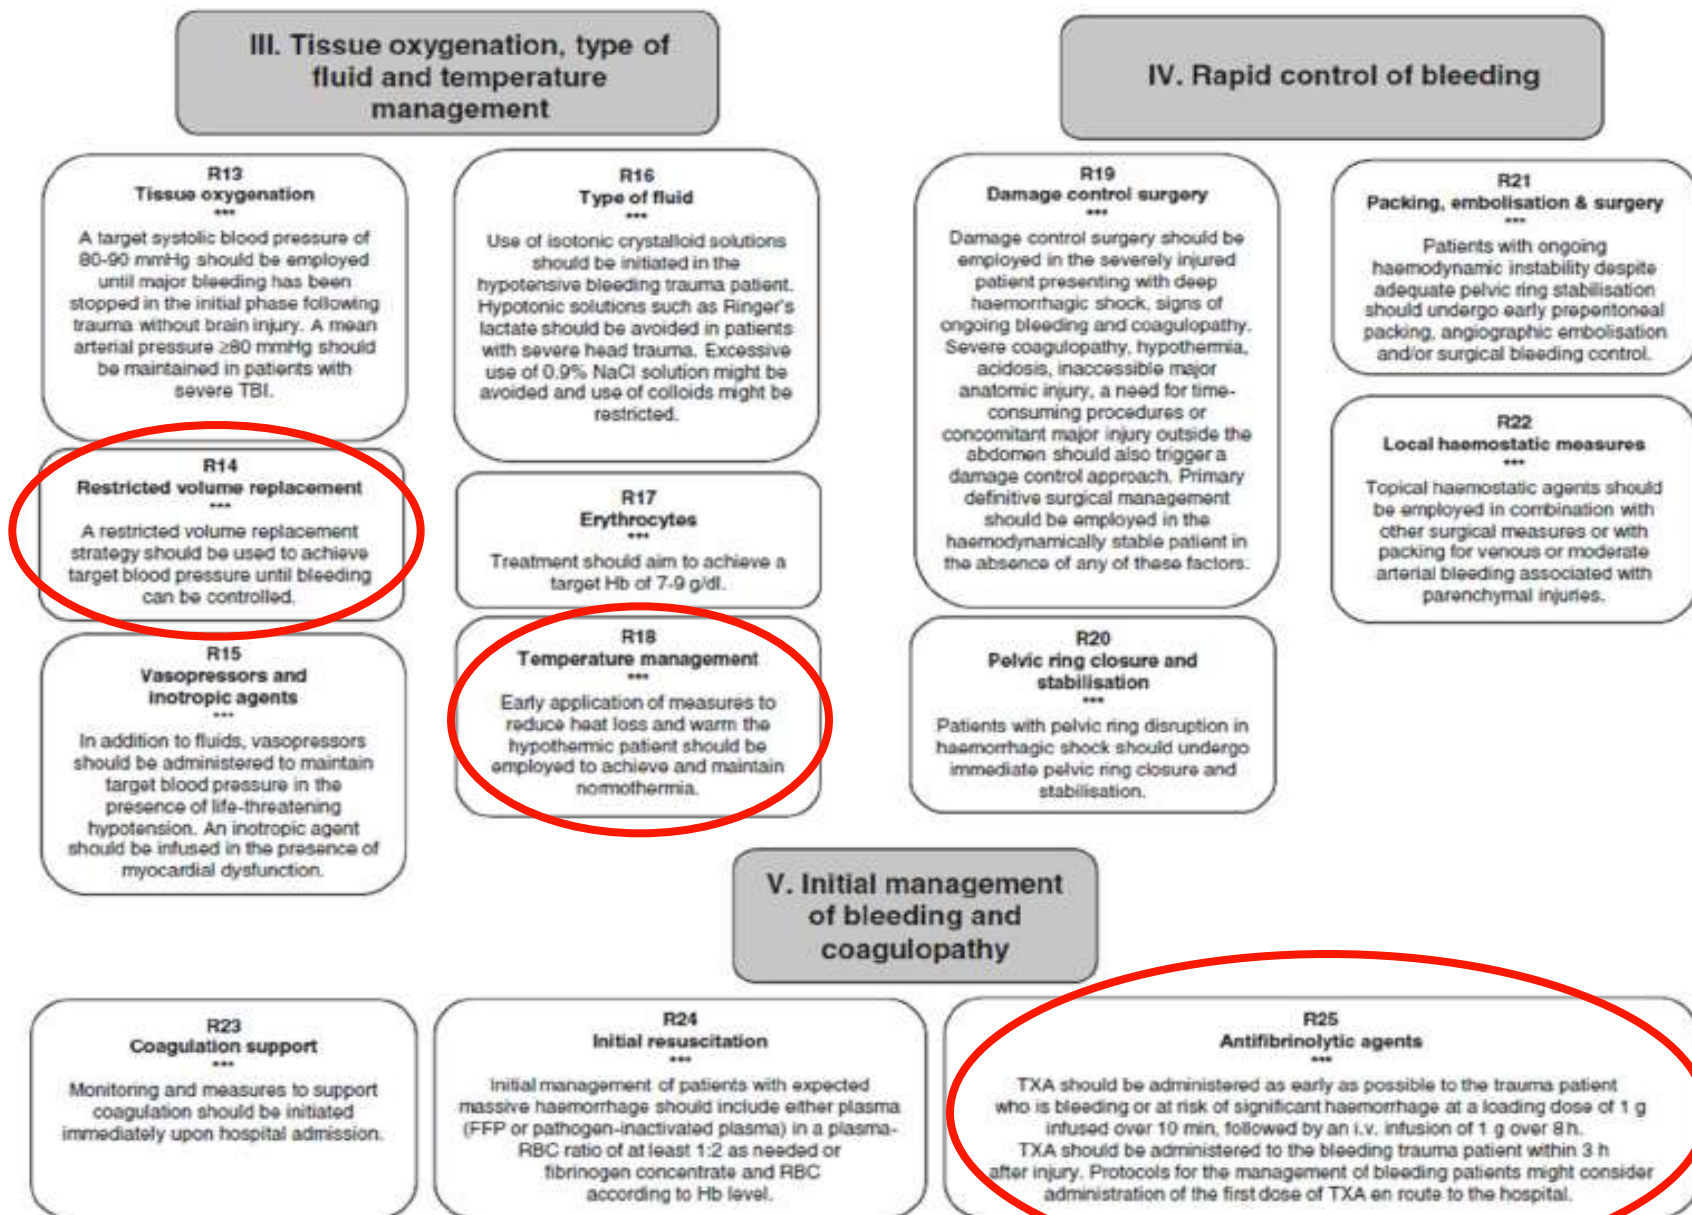 III. Tissue oxygenation, type of
fluid and temperature
management
R13
Tissue oxygenation
***
A target systolic blood pressure of
80-90 mmHg should be employed
until major bleeding has been
stopped in the initial phase following
trauma without brain injury. A mean
arterial pressure ≥80 mmHg should
be maintained in patients with
severe TBI.
R14
Restricted volume replacement
***
A restricted volume replacement
strategy should be used to achieve
target blood pressure until bleeding
can be controlled.
R15
Vasopressors and
inotropic agents
***
In addition to fluids, vasopressors
should be administered to maintain
target blood pressure in the
presence of life-threatening
hypotension. An inotropic agent
should be infused in the presence of
myocardial dysfunction.
R16
Type of fluid
***
Use of isotonic crystalloid solutions
should be initiated in the
hypotensive bleeding trauma patient.
Hypotonic solutions such as Ringer's
lactate should be avoided in patients
with severe head trauma. Excessive
use of 0.9% NaCl solution might be
avoided and use of colloids might be
restricted.
R17
Erythrocytes
***
Treatment should aim to achieve a
target Hb of 7-9 g/dl.
R18
Temperature management
***
Early application of measures to
reduce heat loss and warm the
hypothermic patient should be
employed to achieve and maintain
normothermia.
IV. Rapid control of bleeding
R19
Damage control surgery
***
Damage control surgery should be
employed in the severely injured
patient presenting with deep
haemorrhagic shock, signs of
ongoing bleeding and coagulopathy.
Severe coagulopathy, hypothermia,
acidosis, inaccessible major
anatomic injury, a need for time-
consuming procedures or
concomitant major injury outside the
abdomen should also trigger a
damage control approach. Primary
definitive surgical management
should be employed in the
haemodynamically stable patient in
the absence of any of these factors.
R20
Pelvic ring closure and
stabilisation
***
Patients with pelvic ring disruption in
haemorrhagic shock should undergo
immediate pelvic ring closure and
stabilisation.
R21
Packing, embolisation & surgery
***
Patients with ongoing
haemodynamic instability despite
adequate pelvic ring stabilisation
should undergo early preperitoneal
packing, angiographic embolisation
and/or surgical bleeding control.
R22
Local haemostatic measures
***
Topical haemostatic agents should
be employed in combination with
other surgical measures or with
packing for venous or moderate
arterial bleeding associated with
parenchymal injuries.
V. Initial management
of bleeding and
coagulopathy
R23
Coagulation support
***
Monitoring and measures to support
coagulation should be initiated
immediately upon hospital admission.
R24
Initial resuscitation
***
Initial management of patients with expected
massive haemorrhage should include either plasma
(FFP or pathogen-inactivated plasma) in a plasma-
RBC ratio of at least 1:2 as needed or
fibrinogen concentrate and RBC
according to Hb level.
R25
Antifibrinolytic agents
***
TXA should be administered as early as possible to the trauma patient
who is bleeding or at risk of significant haemorrhage at a loading dose of 1 g
infused over 10 min, followed by an i.v. infusion of 1 g over 8 h.
TXA should be administered to the bleeding trauma patient within 3 h
after injury. Protocols for the management of bleeding patients might consider
administration of the first dose of TXA en route to the hospital.